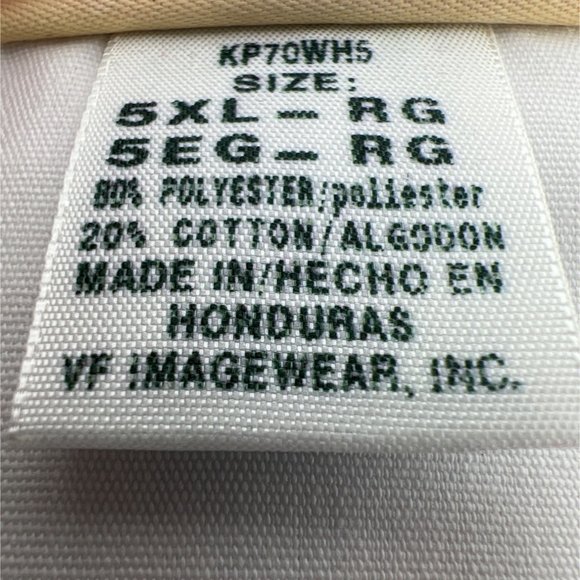 KP70WH5
SIZE:
5XL - RG
5EG - RG
80% POLYESTER/poliester
20% COTTON/ALGODON
MADE IN/HECHO EN
HONDURAS
VF IMAGEWEAR, INC.